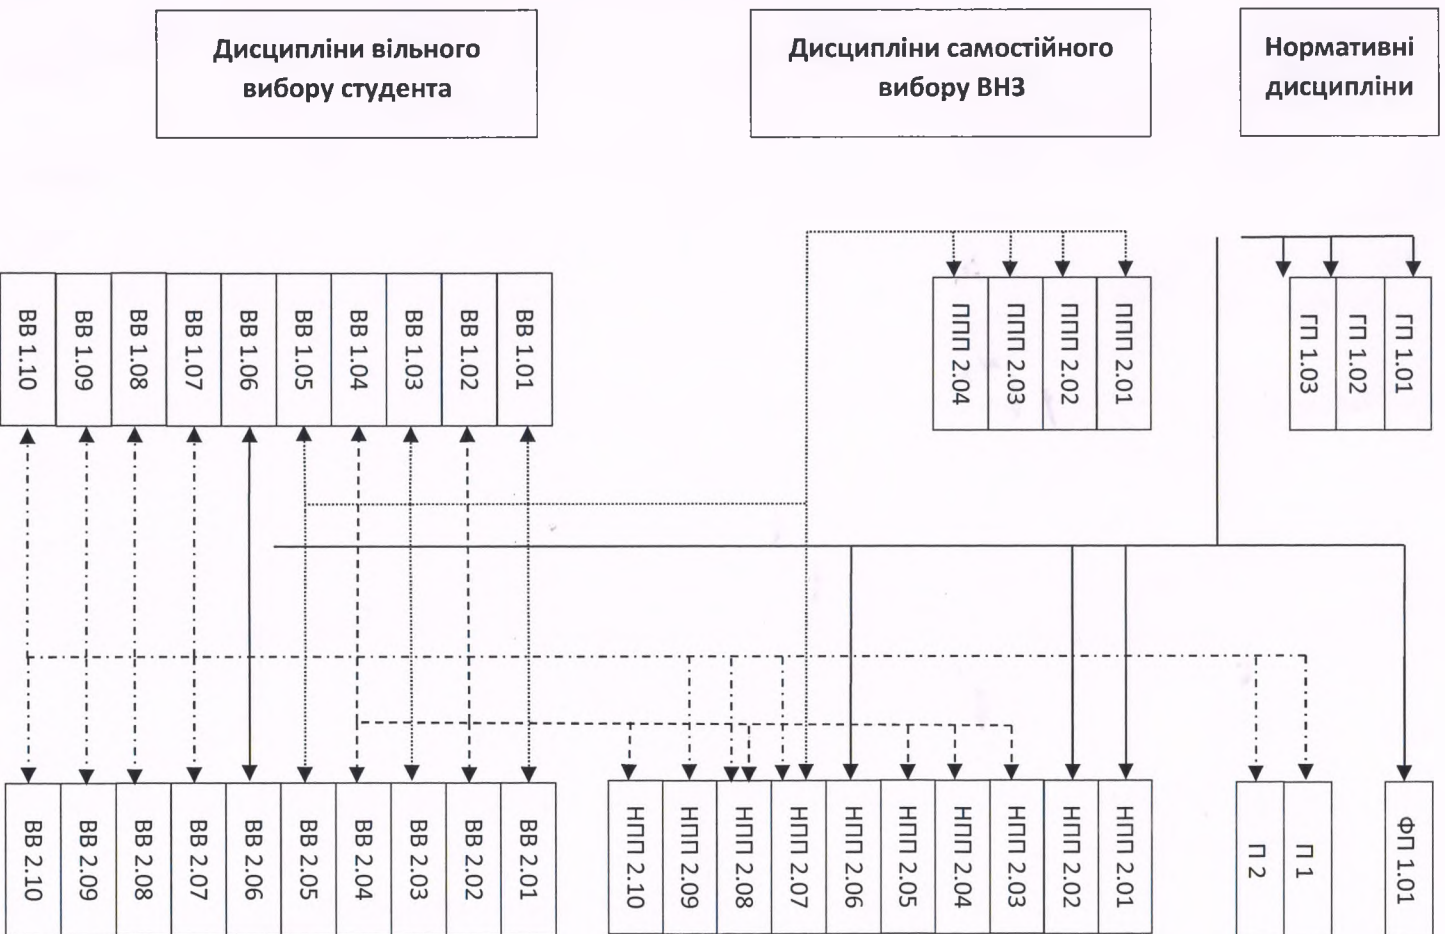 Дисципліни вільного
вибору студента
Дисципліни самостійного
вибору ВНЗ
Нормативні
дисципліни
ВВ 1.10
ВВ 1.09
ВВ 1.08
ВВ 1.07
ВВ 1.06
ВВ 1.05
ВВ 1.04
ВВ 1.03
ВВ 1.02
ВВ 1.01
ППП 2.04
ППП 2.03
ППП 2.02
ППП 2.01
ГП 1.03
ГП 1.02
ГП 1.01
ВВ 2.10
ВВ 2.09
ВВ 2.08
ВВ 2.07
ВВ 2.06
ВВ 2.05
ВВ 2.04
ВВ 2.03
ВВ 2.02
ВВ 2.01
НПП 2.10
НПП 2.09
НПП 2.08
НПП 2.07
НПП 2.06
НПП 2.05
НПП 2.04
НПП 2.03
НПП 2.02
НПП 2.01
П 2
П 1
ФП 1.01